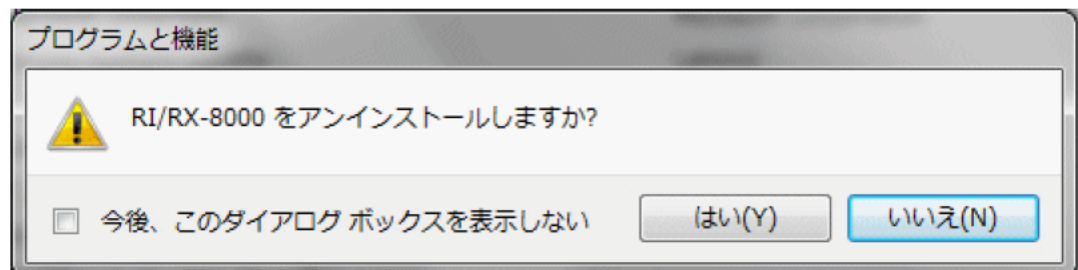 プログラムと機能
RI/RX-8000 をアンインストールしますか?
今後、このダイアログ ボックスを表示しない
はい(Y)
いいえ(N)